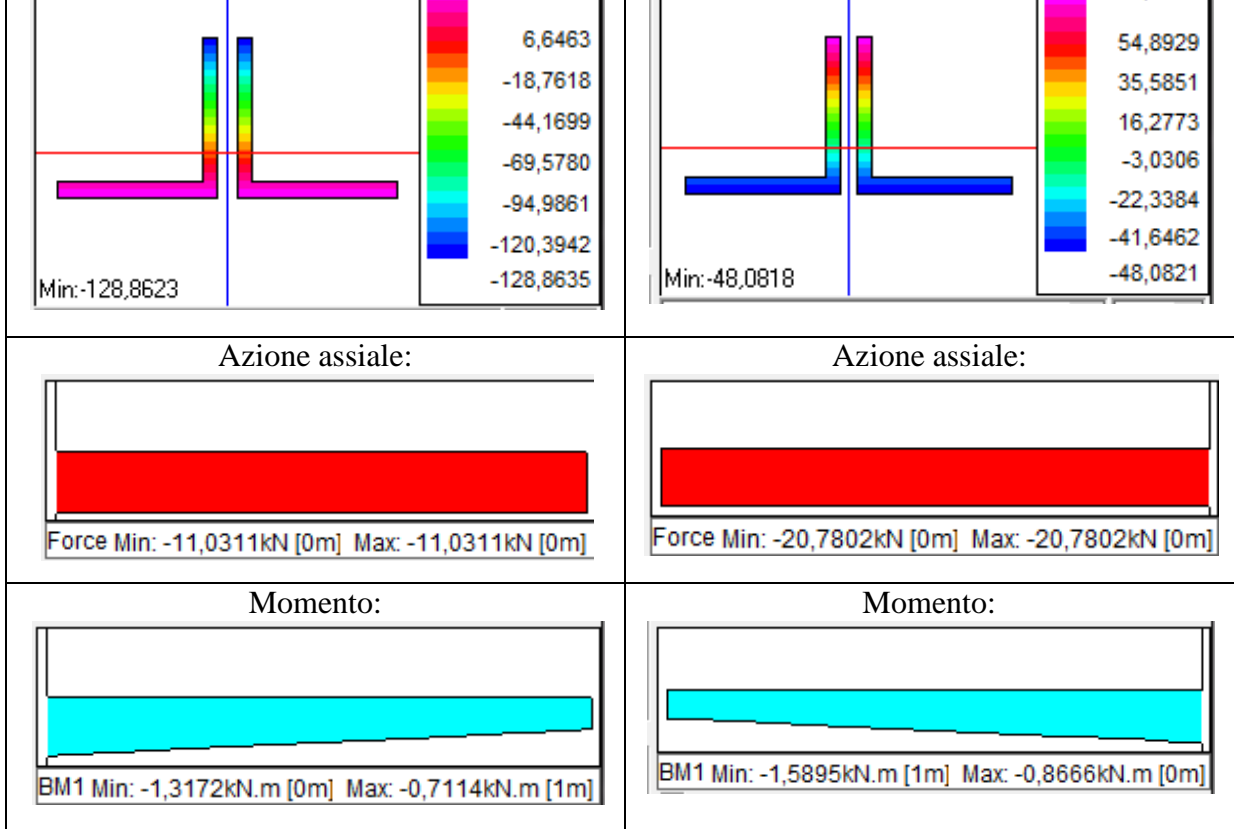 6,6463
-18,7618
-44,1699
-69,5780
-94,9861
-120,3942
-128,8635
Min:-128,8623
54,8929
35,5851
16,2773
-3,0306
-22,3384
-41,6462
-48,0821
Min:-48,0818
Azione assiale:
Azione assiale:
Force Min: -11,0311kN [0m] Max: -11,0311kN [0m]
Force Min: -20,7802kN [0m] Max: -20,7802kN [0m]
Momento:
Momento:
BM1 Min: -1,3172kN.m [0m] Max: -0,7114kN.m [1m]
BM1 Min: -1,5895kN.m [1m] Max: -0,8666kN.m [0m]